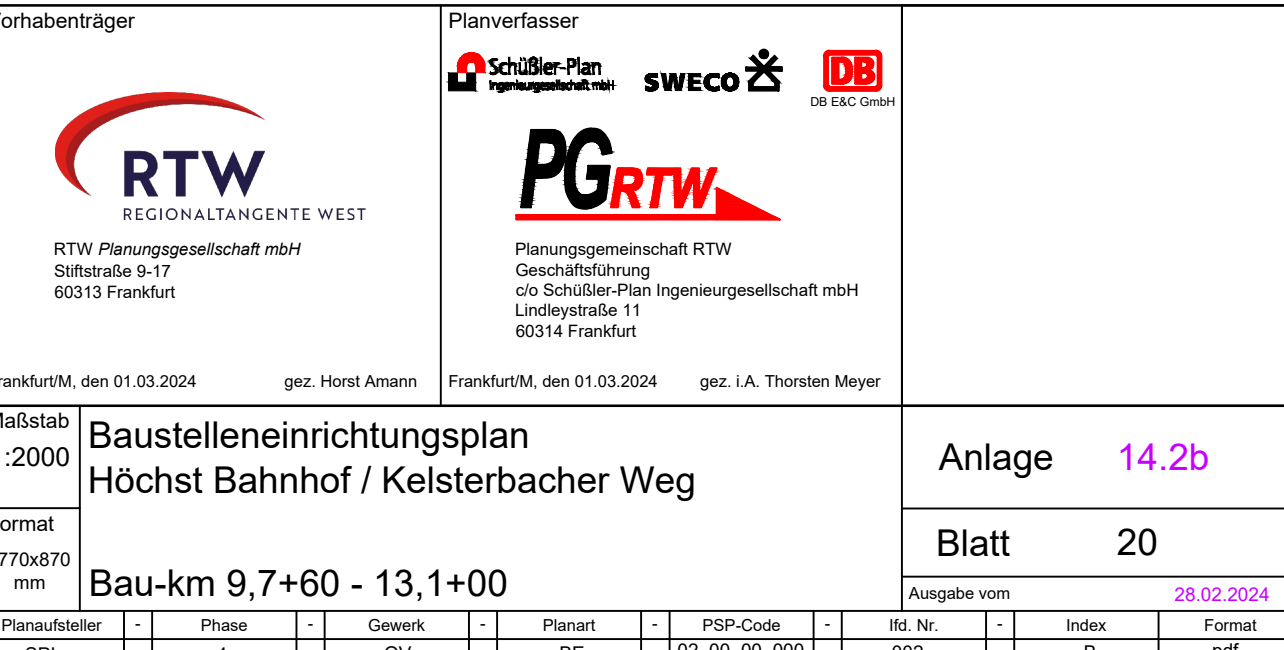 orhabenträger
Planverfasser
Schüßler-Plan
Ingenieurgesellschaft mbH
SWECO
DB
DB E&C GmbH
RTW
REGIONALTANGENTE WEST
PGRTW
RTW Planungsgesellschaft mbH
Stiftstraße 9-17
60313 Frankfurt
Planungsgemeinschaft RTW
Geschäftsführung
c/o Schüßler-Plan Ingenieurgesellschaft mbH
Lindleystraße 11
60314 Frankfurt
rankfurt/M, den 01.03.2024 gez. Horst Amann
Frankfurt/M, den 01.03.2024 gez. i.A. Thorsten Meyer
Maßstab
:2000
Baustelleneinrichtungsplan
Höchst Bahnhof / Kelsterbacher Weg
Anlage 14.2b
ormat
770x870
mm
Bau-km 9,7+60 - 13,1+00
Blatt 20
Ausgabe vom 28.02.2024
Planaufsteller - Phase - Gewerk - Planart - PSP-Code - lfd. Nr. - Index Format